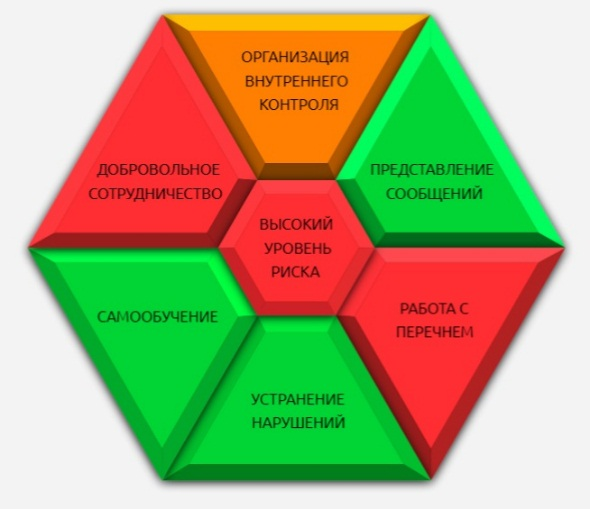 ОРГАНИЗАЦИЯ
ВНУТРЕННЕГО
КОНТРОЛЯ
ДОБРОВОЛЬНОЕ
СОТРУДНИЧЕСТВО
ПРЕДСТАВЛЕНИЕ
СООБЩЕНИЙ
ВЫСОКИЙ
УРОВЕНЬ
РИСКА
САМООБУЧЕНИЕ
РАБОТА С
ПЕРЕЧНЕМ
УСТРАНЕНИЕ
НАРУШЕНИЙ